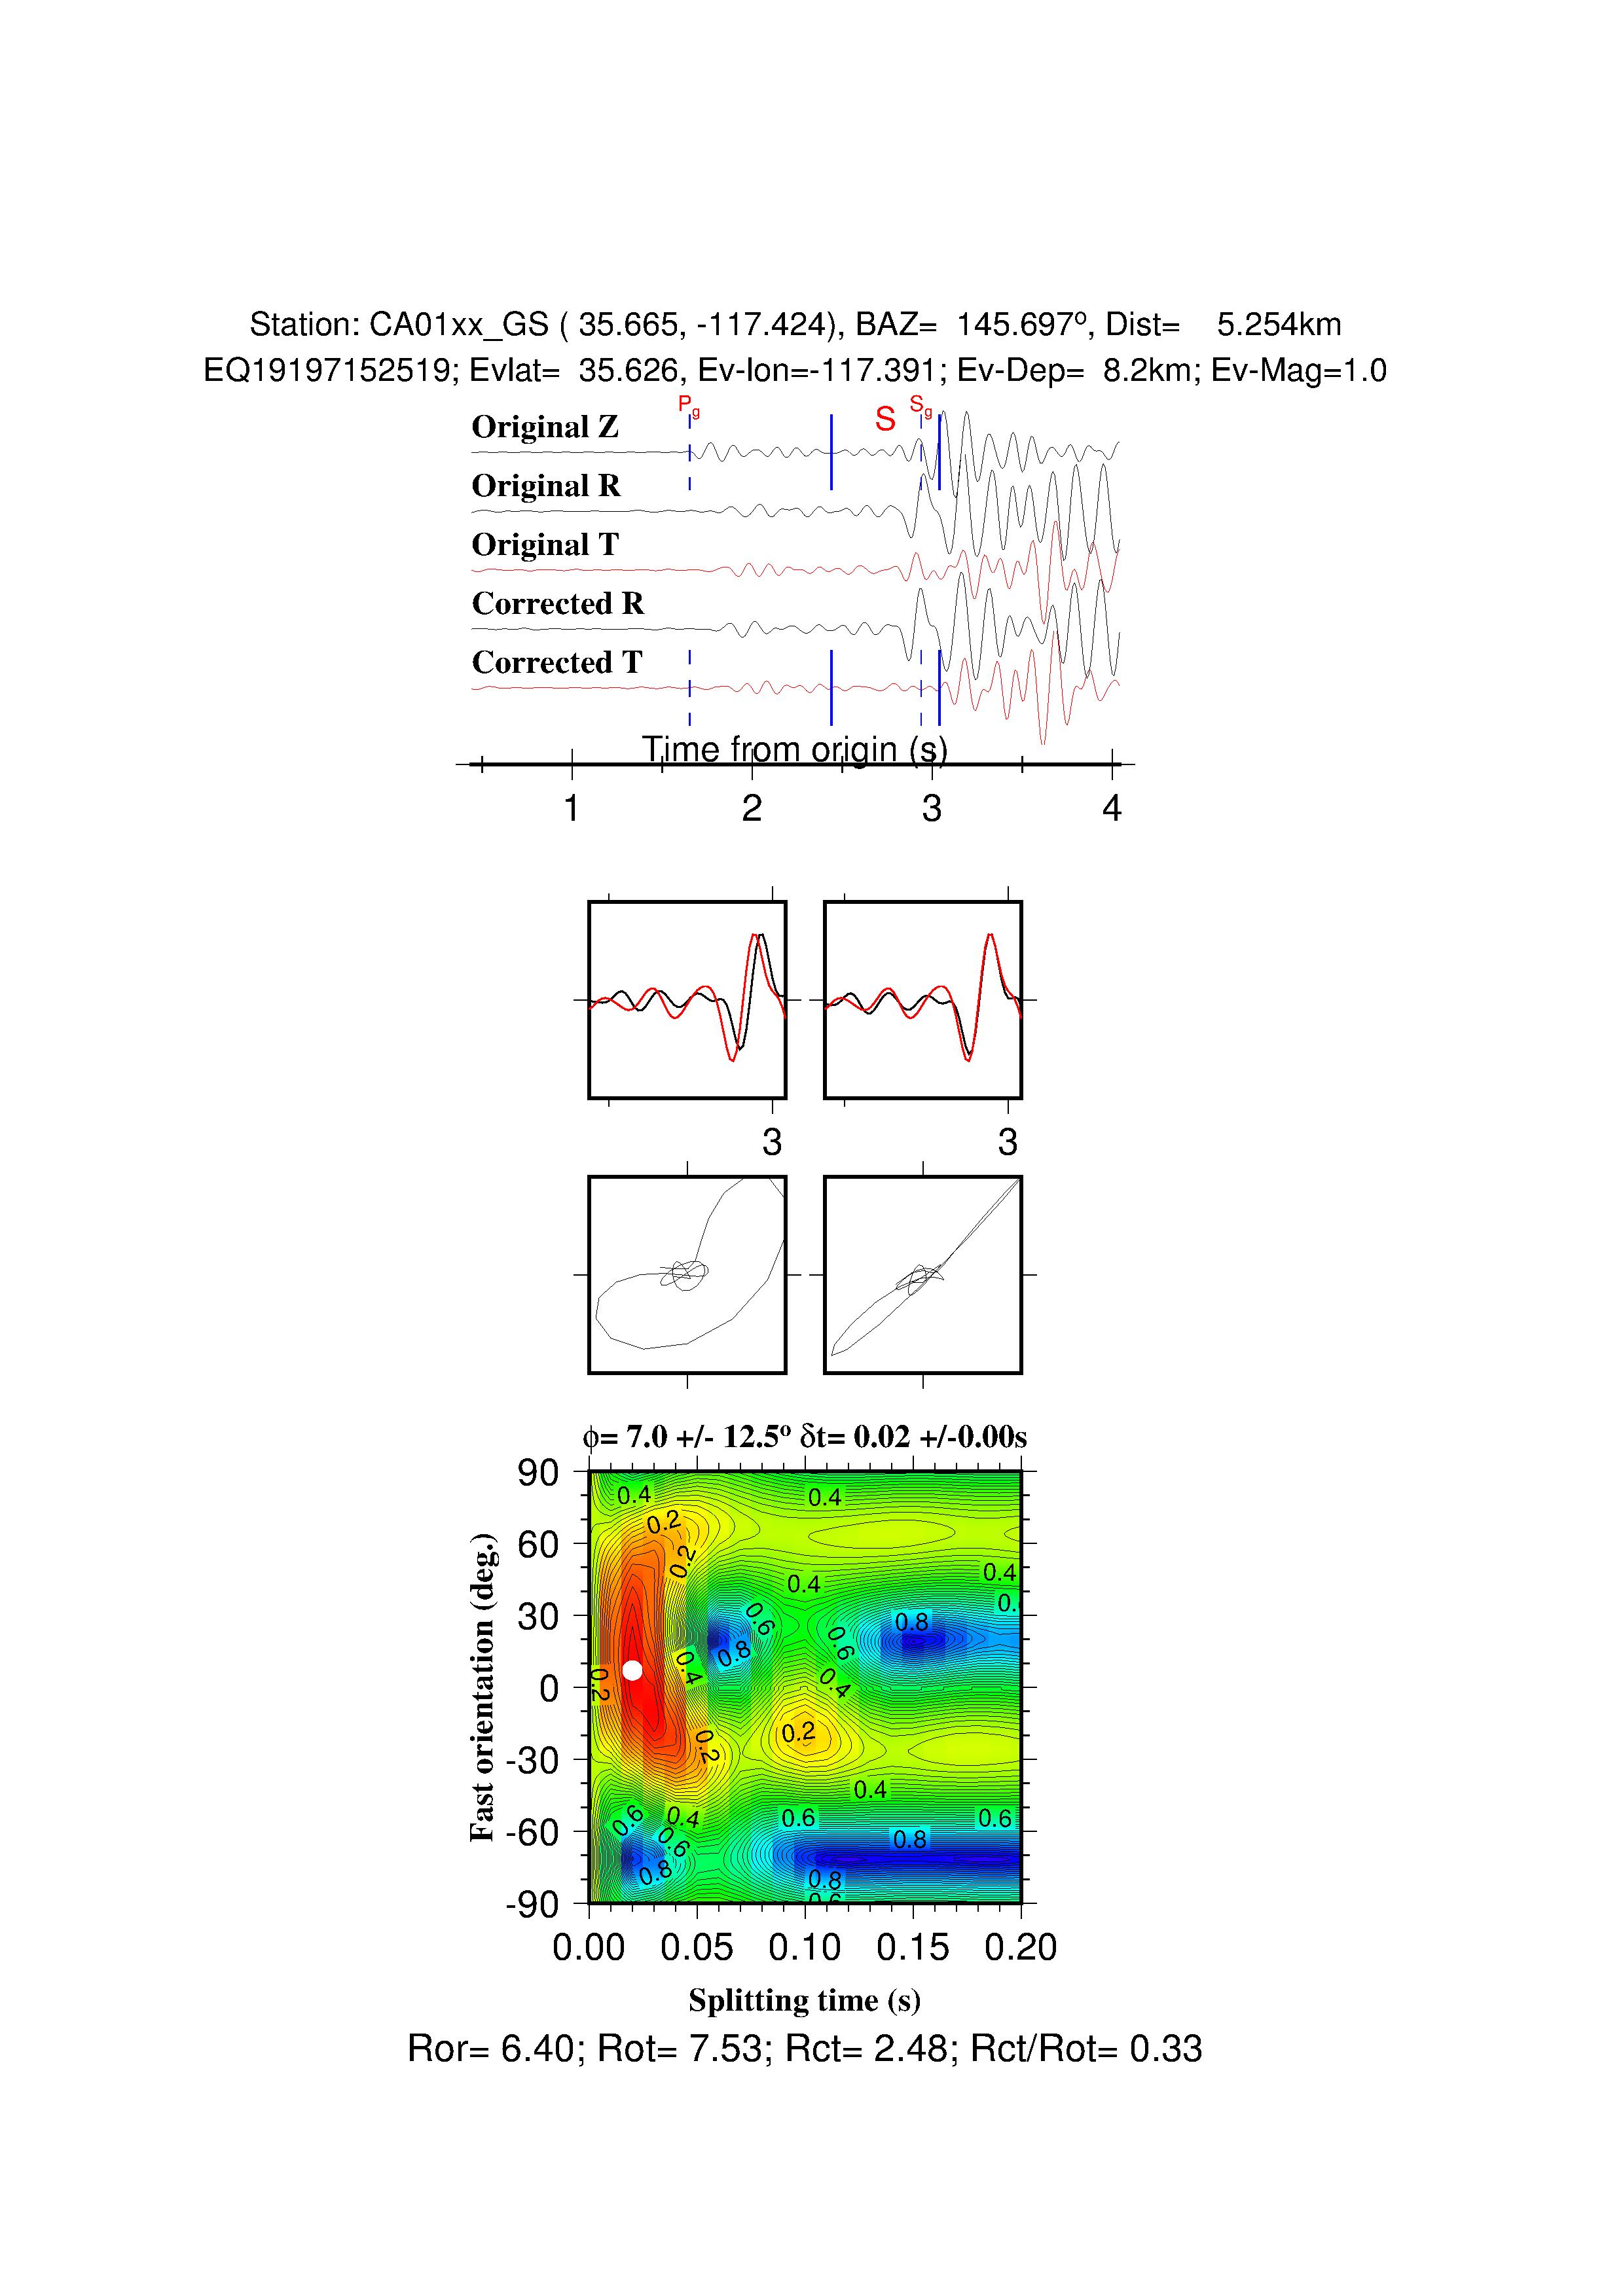 Station: CA01xx_GS ( 35.665, -117.424), BAZ=  145.697º, Dist=    5.254km
EQ19197152519; Evlat=  35.626, Ev-lon=-117.391; Ev-Dep=  8.2km; Ev-Mag=1.0
Pg S Sg
Original Z
Original R
Original T
Corrected R
Corrected T
Time from origin (s)
1 2 3 4
3 3
ϕ= 7.0 +/- 12.5º δt= 0.02 +/-0.00s
Fast orientation (deg.)
90
60
30
0
-30
-60
-90
0.4 0.4
0.2
0.2
0.4
0.4
0.6 0.8
0.8 0.6
0.4
0.2 0.4
0.2 0.2
0.4
0.6 0.4 0.6 0.6
0.6 0.8
0.8 0.8
0.6
0.00 0.05 0.10 0.15 0.20
Splitting time (s)
Ror= 6.40; Rot= 7.53; Rct= 2.48; Rct/Rot= 0.33